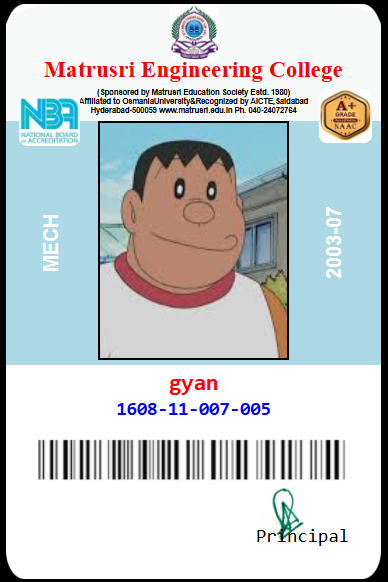 Matrusri Engineering College
(Sponsored by Matrusri Education Society Estd. 1980)
Affiliated to OsmaniaUniversity&Recognized by AICTE, Saidabad
Hyderabad-500059 www.matrusri.edu.in Ph. 040-24072764
NBA
NATIONAL BOARD
of ACCREDITATION
A+
GRADE
NAAC
MECH
2003-07
gyan
1608-11-007-005
Principal